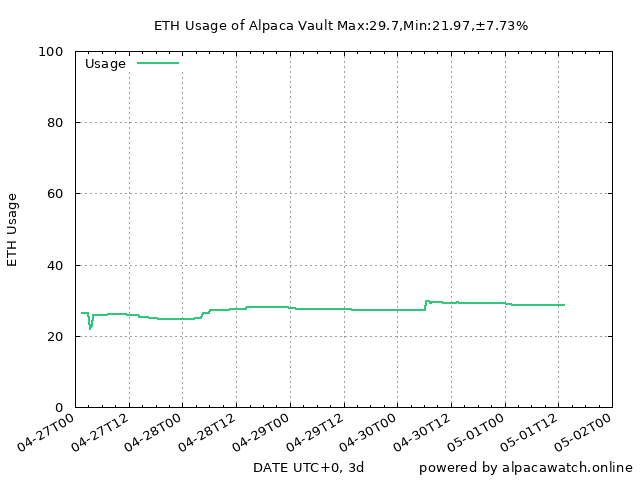 ETH Usage of Alpaca Vault Max:29.7,Min:21.97,±7.73%
100
Usage
80
60
ETH Usage
40
20
0
04-27T00
04-27T12
04-28T00
04-28T12
04-29T00
04-29T12
04-30T00
04-30T12
05-01T00
05-01T12
05-02T00
DATE UTC+0, 3d
powered by alpacawatch.online